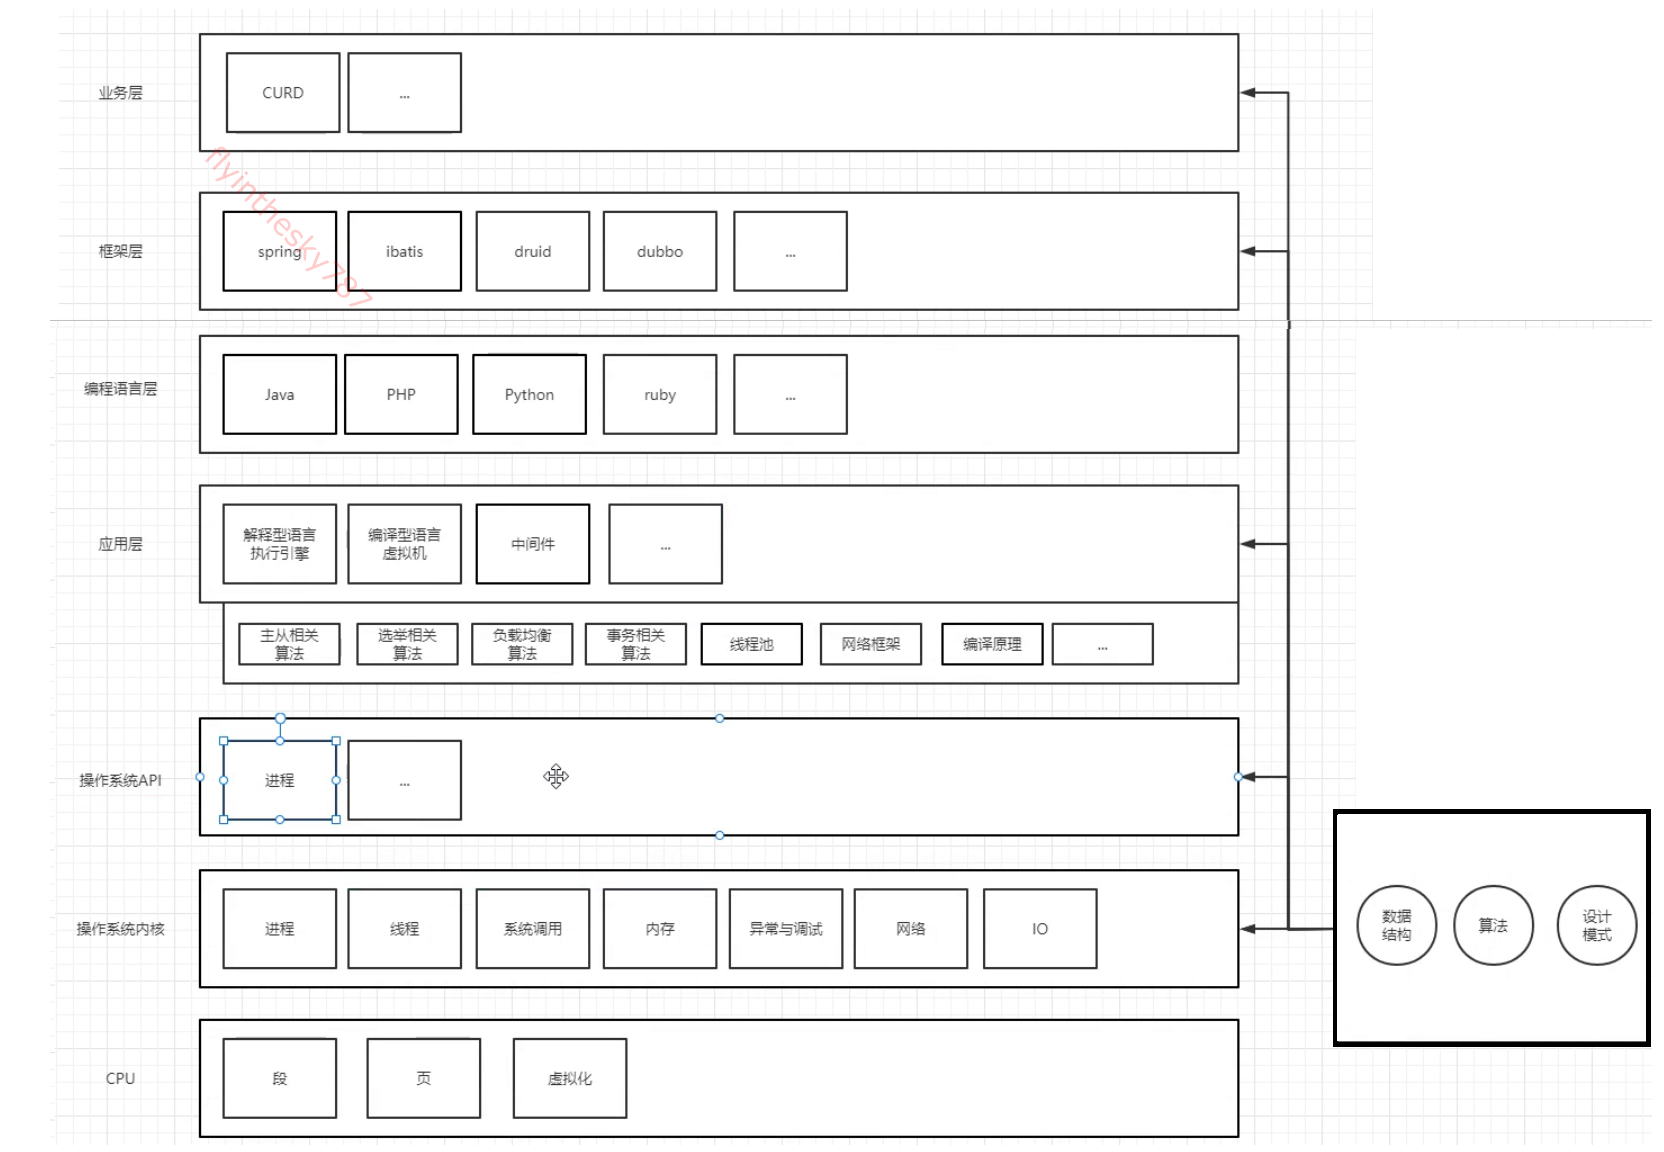 业务层
CURD
...
flyinthesky787
框架层
spring
ibatis
druid
dubbo
...
编程语言层
Java
PHP
Python
ruby
...
应用层
解释型语言
执行引擎
编译型语言
虚拟机
中间件
...
主从相关
算法
选举相关
算法
负载均衡
算法
事务相关
算法
线程池
网络框架
编译原理
...
操作系统API
进程
...
操作系统内核
进程
线程
系统调用
内存
异常与调试
网络
IO
数据
结构
算法
设计
模式
CPU
段
页
虚拟化